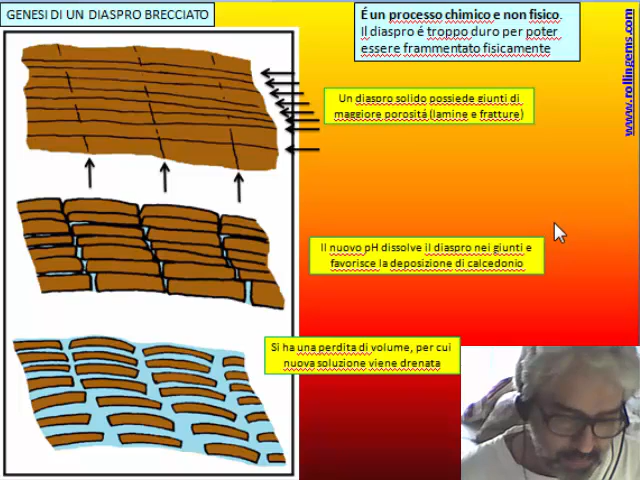 GENESI DI UN DIASPRO BRECCIATO
É un processo chimico e non fisico.
Il diaspro é troppo duro per poter
essere frammentato fisicamente
www.rollingems.com
Un diaspro solido possiede giunti di
maggiore porosità (lamine e fratture)
Il nuovo pH dissolve il diaspro nei giunti e
favorisce la deposizione di calcedonio
Si ha una perdita di volume, per cui
nuova soluzione viene drenata